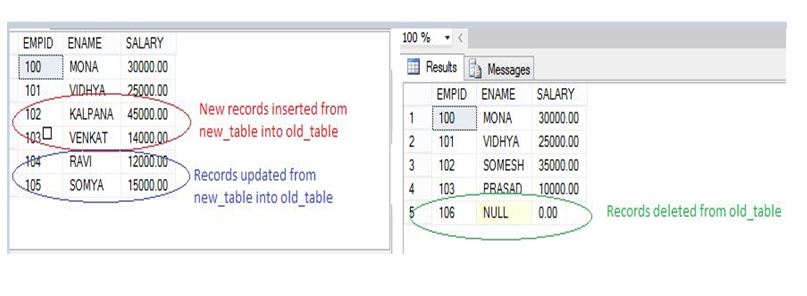 EMPID ENAME SALARY
100 MONA 30000.00
101 VIDHYA 25000.00
102 KALPANA 45000.00
103 VENKAT 14000.00
104 RAVI 12000.00
105 SOMYA 15000.00
New records inserted from
new_table into old_table
Records updated from
new_table into old_table
100 %
Results Messages
EMPID ENAME SALARY
1 100 MONA 30000.00
2 101 VIDHYA 25000.00
3 102 SOMESH 35000.00
4 103 PRASAD 10000.00
5 106 NULL 0.00
Records deleted from old_table